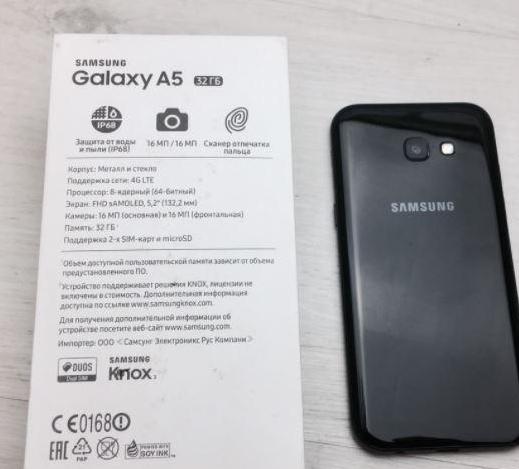 SAMSUNG
Galaxy A5 32 ГБ
IP68
Защита от воды
и пыли (IP68)
16 МП / 16 МП
Сканер отпечатка
пальца
Корпус: Металл и стекло
Поддержка сети: 4G LTE
Процессор: 8-ядерный (64-битный)
Экран: FHD sAMOLED, 5,2" (132,2 мм)
Камеры: 16 МП (основная) и 16 МП (фронтальная)
Память: 32 ГБ
Поддержка 2-х SIM-карт и microSD
Объем доступной пользовательской памяти зависит от объема
предустановленного ПО.
Устройство поддерживает решения KNOX, лицензии не
включены в стоимость. Дополнительная информация
доступна по ссылке www.samsungknox.com.
Для получения дополнительной информации об
устройстве посетите веб-сайт www.samsung.com.
Импортер: ООО <Самсунг Электроникс Рус Компани>
DUOS
Dual SIM
SAMSUNG
Knox
CE0168
EAC
21
PAP
PRINTED WITH
SOY INK
SAMSUNG